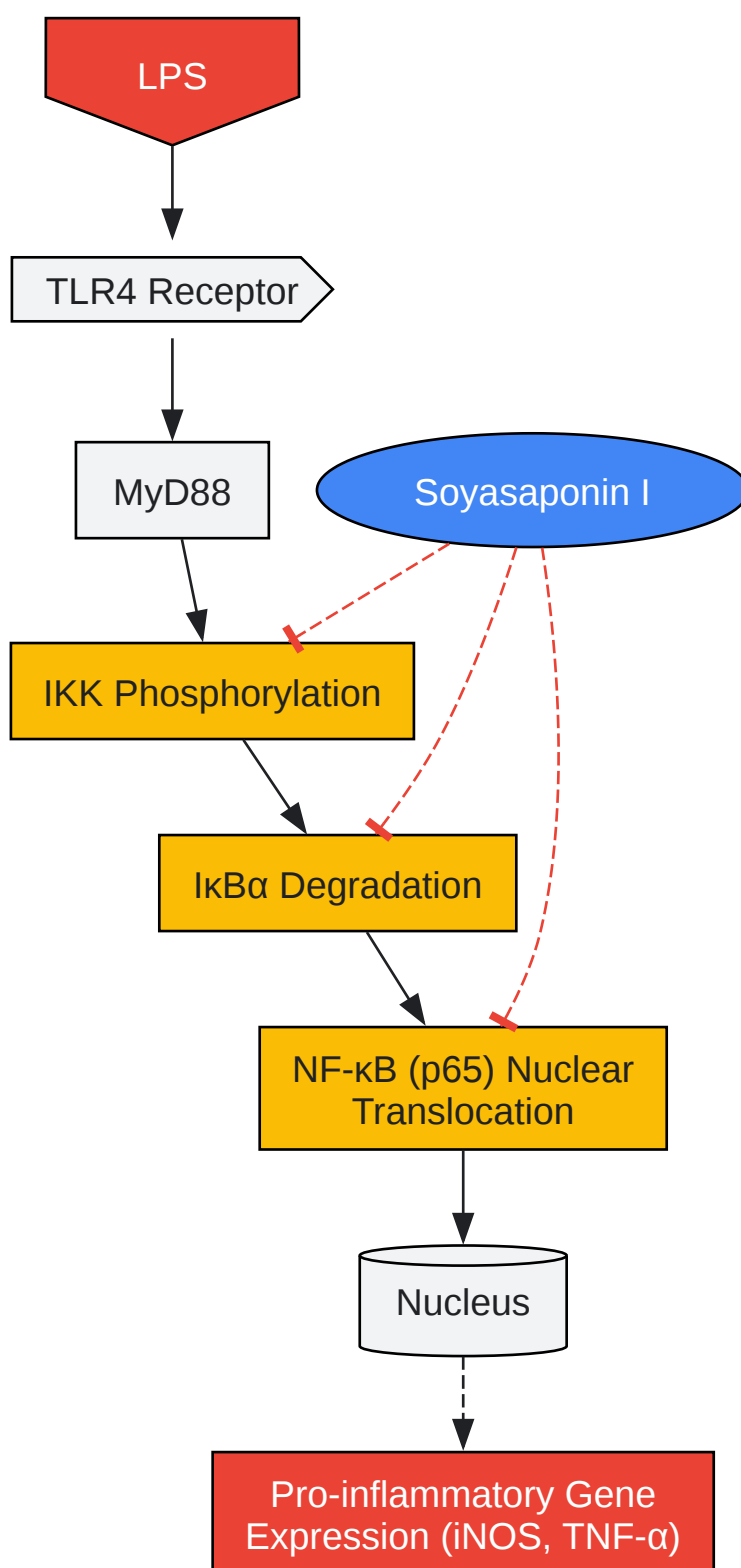 LPS
TLR4 Receptor
MyD88
Soyasaponin I
IKK Phosphorylation
IκBα Degradation
NF-κB (p65) Nuclear
Translocation
Nucleus
Pro-inflammatory Gene
Expression (iNOS, TNF-α)